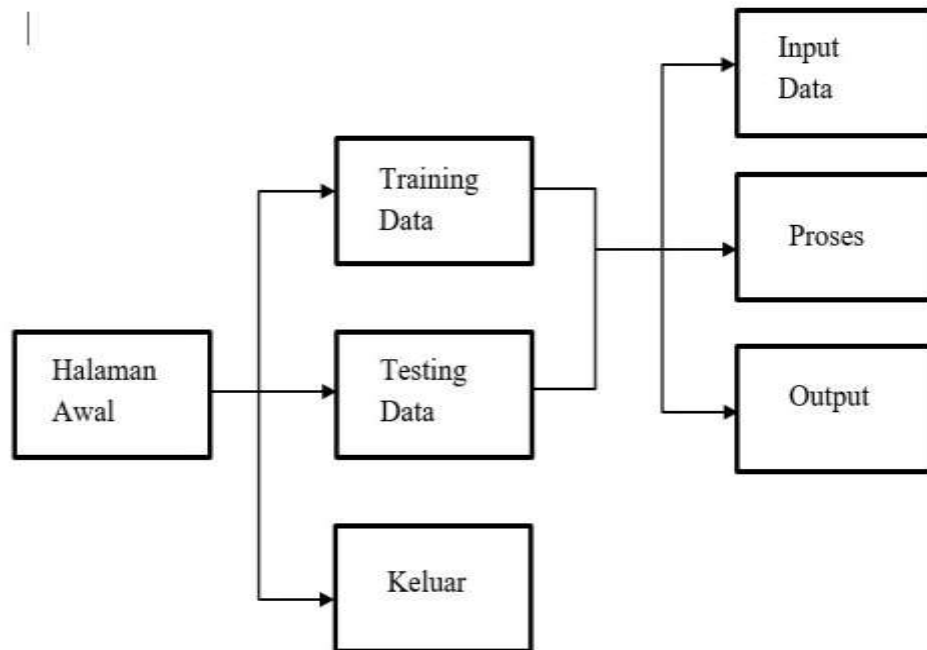 Halaman
Awal
Training
Data
Testing
Data
Keluar
Input
Data
Proses
Output